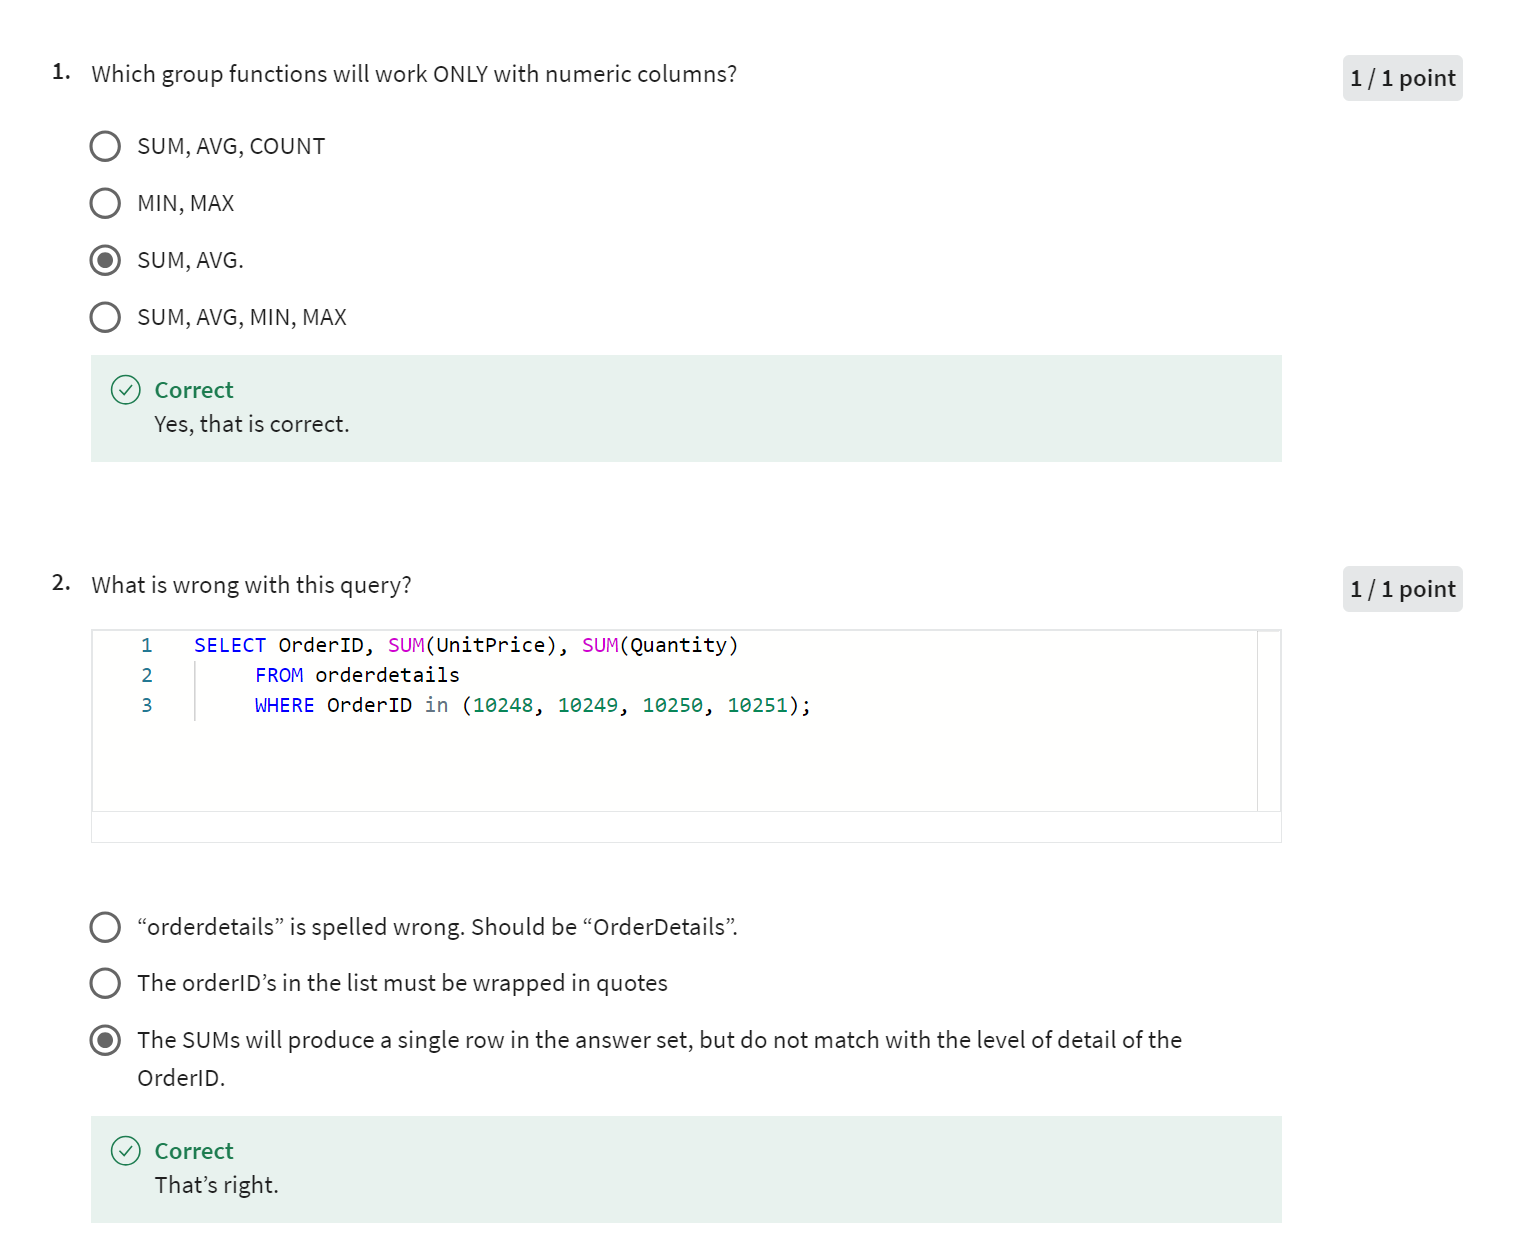 1. Which group functions will work ONLY with numeric columns?
1 / 1 point
SUM, AVG, COUNT
MIN, MAX
SUM, AVG.
SUM, AVG, MIN, MAX
Correct
Yes, that is correct.
2. What is wrong with this query?
1 / 1 point
1 SELECT OrderID, SUM(UnitPrice), SUM(Quantity)
2 FROM orderdetails
3 WHERE OrderID in (10248, 10249, 10250, 10251);
“orderdetails” is spelled wrong. Should be “OrderDetails”.
The orderID’s in the list must be wrapped in quotes
The SUMs will produce a single row in the answer set, but do not match with the level of detail of the
OrderID.
Correct
That’s right.